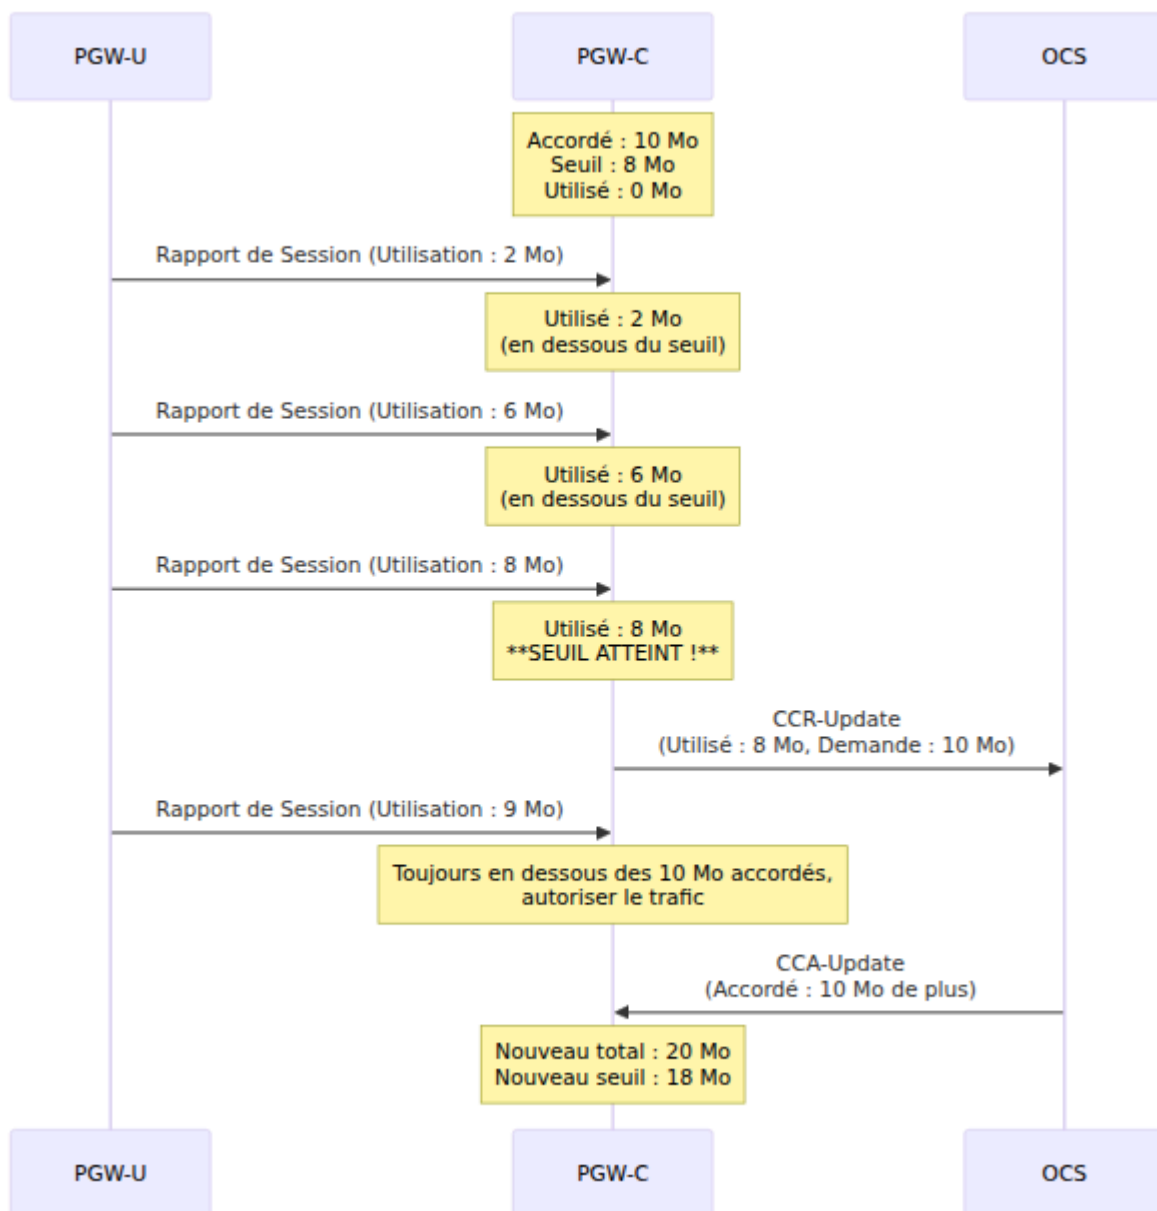 PGW-U
PGW-C
OCS
Accordé : 10 Mo
Seuil : 8 Mo
Utilisé : 0 Mo
Rapport de Session (Utilisation : 2 Mo)
Utilisé : 2 Mo
(en dessous du seuil)
Rapport de Session (Utilisation : 6 Mo)
Utilisé : 6 Mo
(en dessous du seuil)
Rapport de Session (Utilisation : 8 Mo)
Utilisé : 8 Mo
**SEUIL ATTEINT !**
CCR-Update
(Utilisé : 8 Mo, Demande : 10 Mo)
Rapport de Session (Utilisation : 9 Mo)
Toujours en dessous des 10 Mo accordés,
autoriser le trafic
CCA-Update
(Accordé : 10 Mo de plus)
Nouveau total : 20 Mo
Nouveau seuil : 18 Mo
PGW-U
PGW-C
OCS